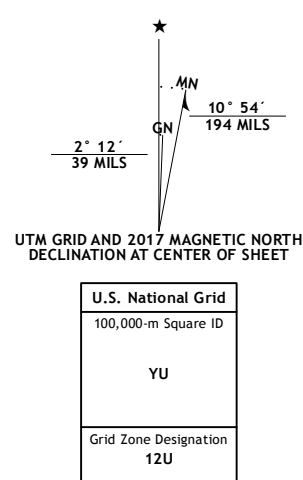 ★
MN
GN
10° 54´
194 MILS
2° 12´
39 MILS
UTM GRID AND 2017 MAGNETIC NORTH
DECLINATION AT CENTER OF SHEET
U.S. National Grid
100,000-m Square ID
YU
Grid Zone Designation
12U